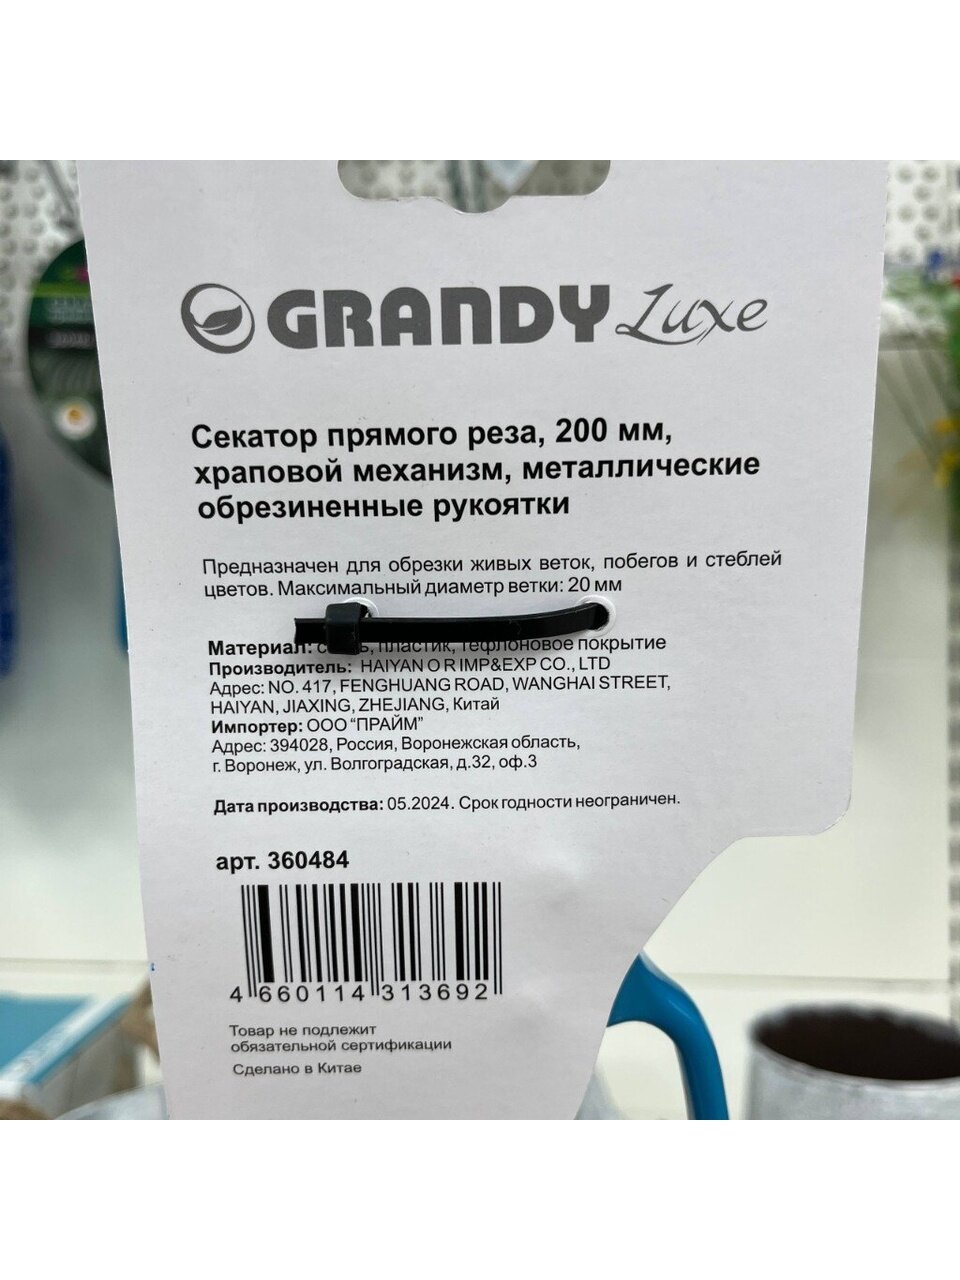 GRANDY Luxe
Секатор прямого реза, 200 мм,
храповой механизм, металлические
обрезиненные рукоятки
Предназначен для обрезки живых веток, побегов и стеблей
цветов. Максимальный диаметр ветки: 20 мм
Материал: пластик, тефлоновое покрытие
Производитель: HAIYAN O R IMP&EXP CO., LTD
Адрес: NO. 417, FENGHUANG ROAD, WANGHAI STREET,
HAIYAN, JIAXING, ZHEJIANG, Китай
Импортер: ООО “ПРАЙМ”
Адрес: 394028, Россия, Воронежская область,
г. Воронеж, ул. Волгоградская, д.32, оф.3
Дата производства: 05.2024. Срок годности неограничен.
арт. 360484
4 660114 313692
Товар не подлежит
обязательной сертификации
Сделано в Китае